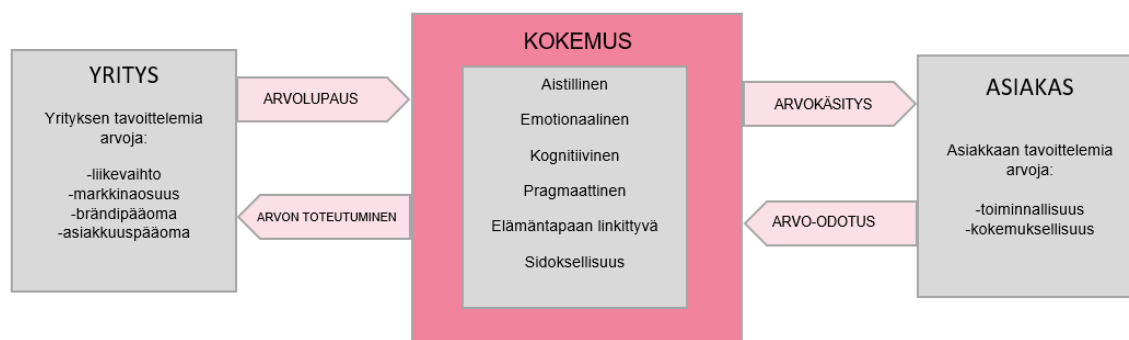 YRITYS
Yrityksen tavoittelemia
arvoja:
-liikevaihto
-markkinaosuus
-brändipääoma
-asiakkuuspääoma
ARVOLUPAUS
ARVON TOTEUTUMINEN
KOKEMUS
Aistillinen
Emotionaalinen
Kognitiivinen
Pragmaattinen
Elämäntapaan linkittyvä
Sidoksellisuus
ARVOKÄSITYS
ARVO-ODOTUS
ASIAKAS
Asiakkaan tavoittelemia
arvoja:
-toiminnallisuus
-kokemuksellisuus